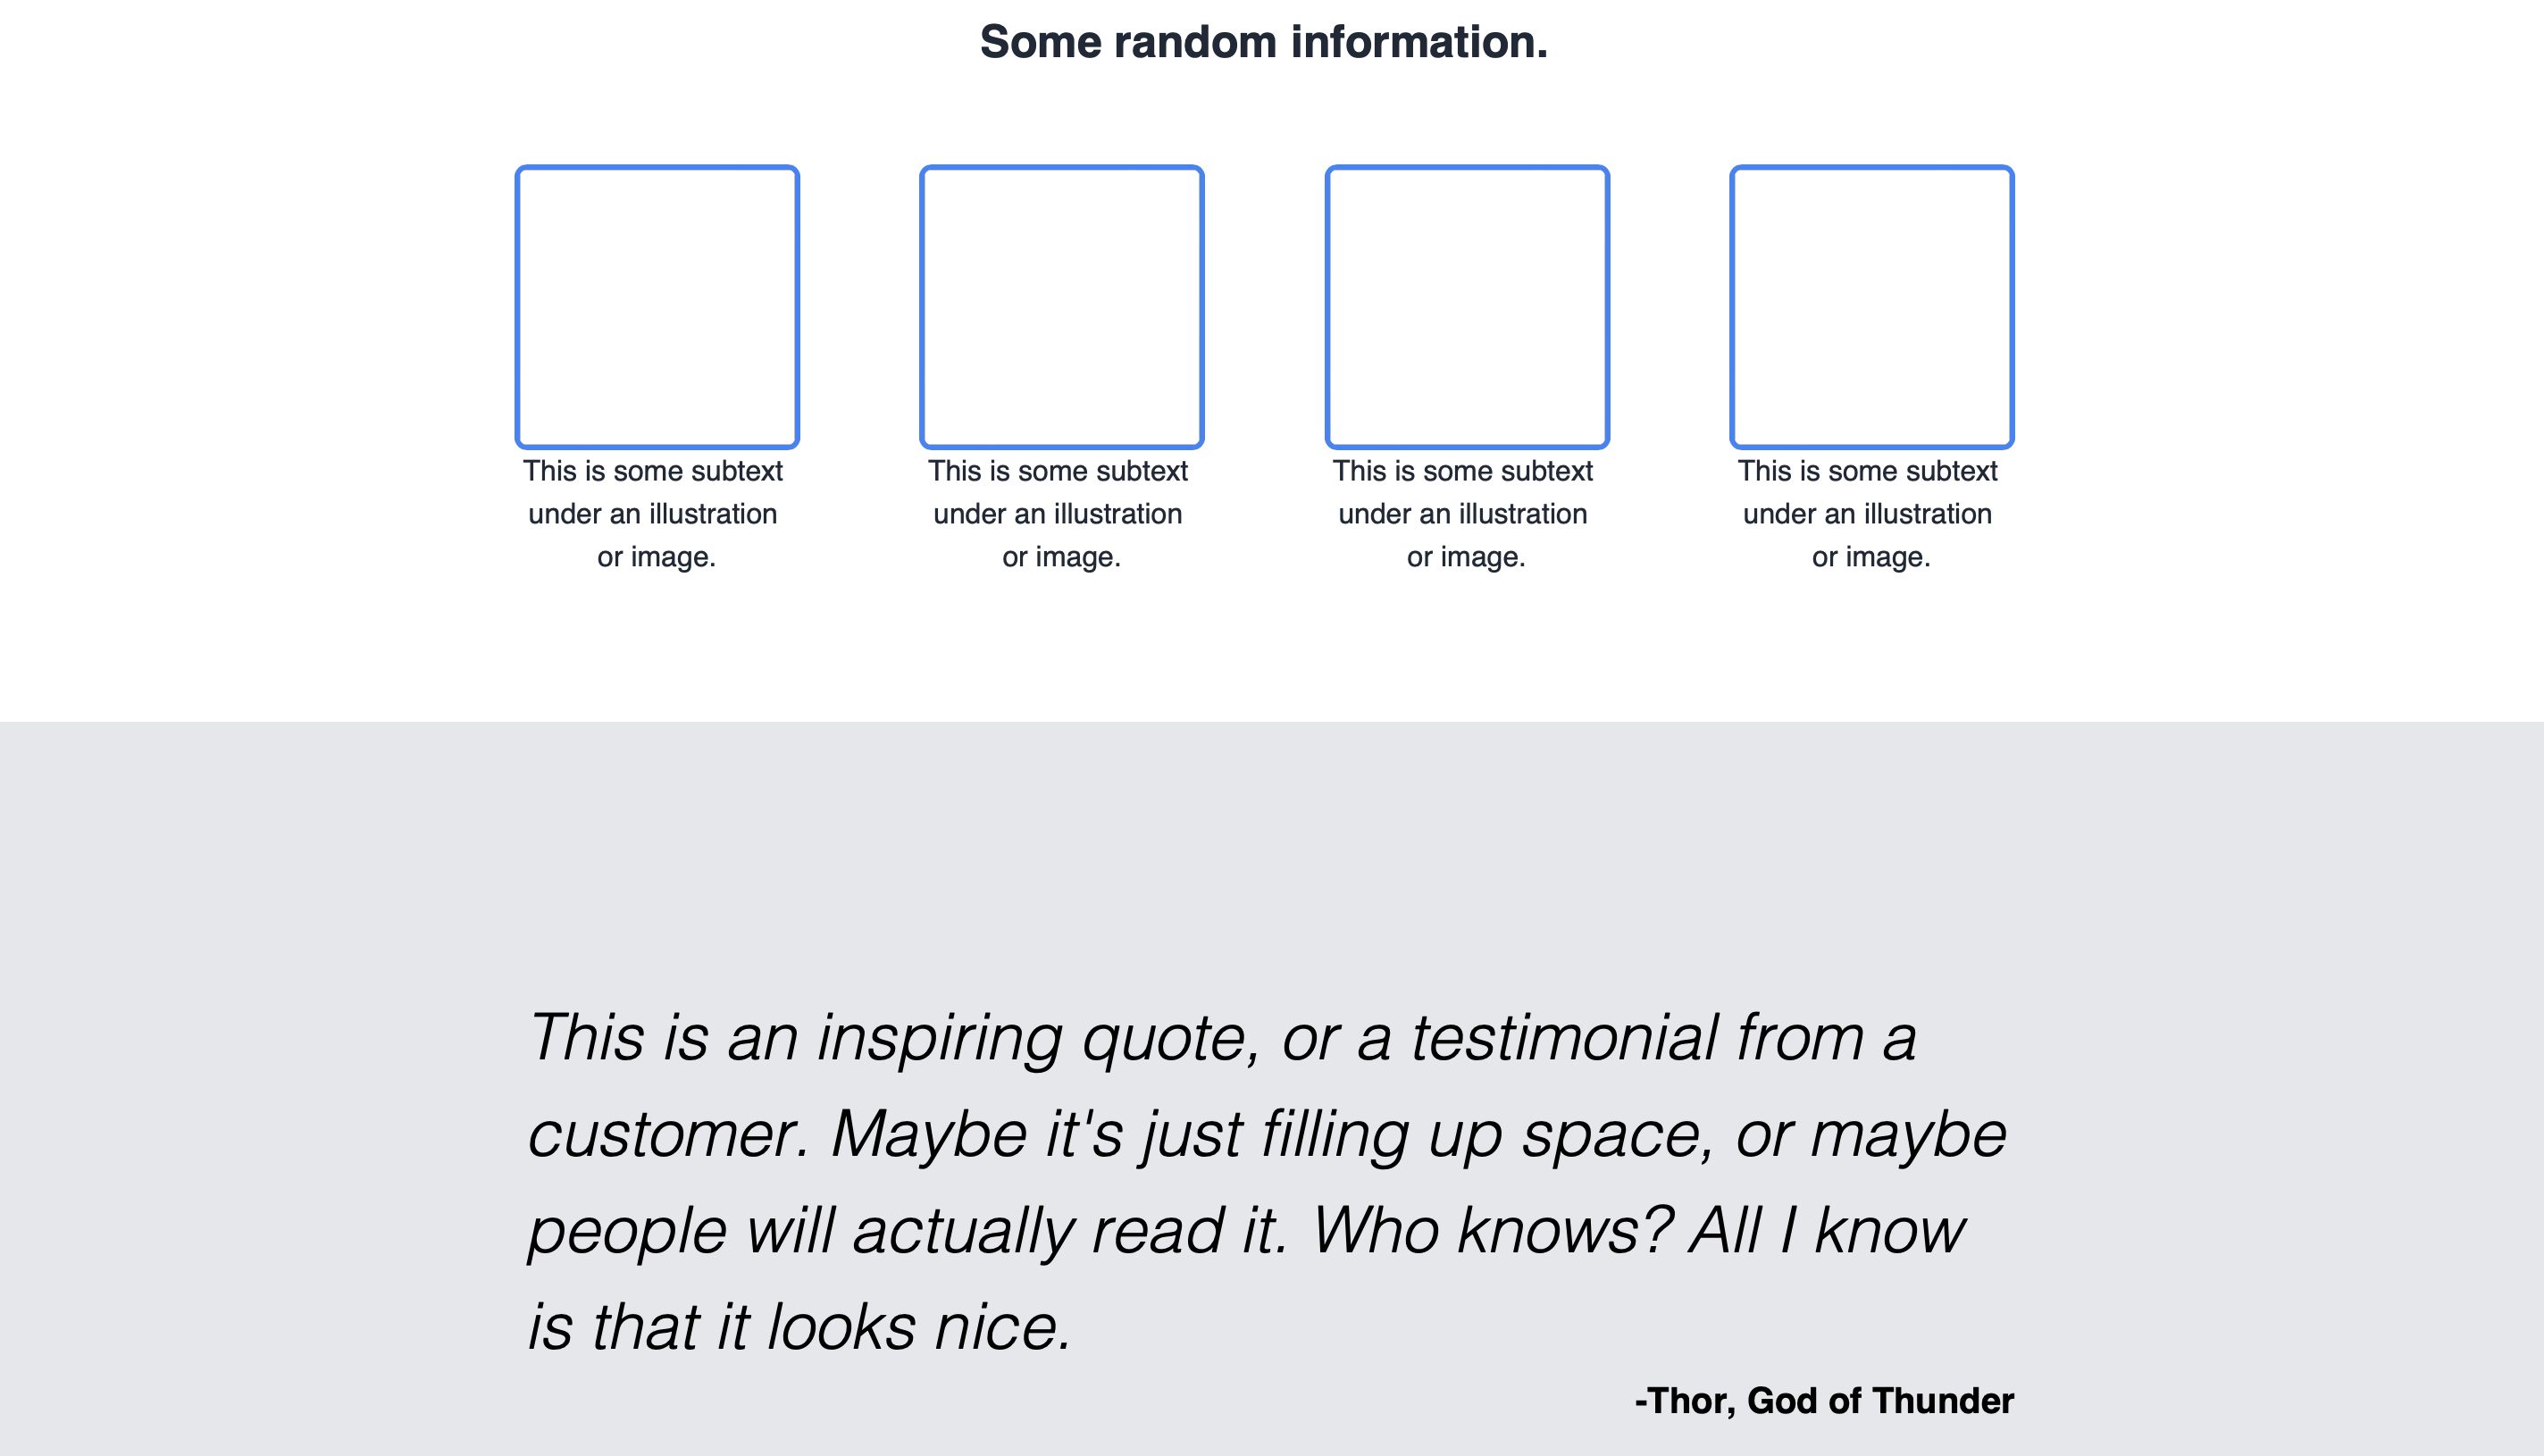 Some random information.
This is some subtext
under an illustration
or image.
This is some subtext
under an illustration
or image.
This is some subtext
under an illustration
or image.
This is some subtext
under an illustration
or image.
This is an inspiring quote, or a testimonial from a
customer. Maybe it's just filling up space, or maybe
people will actually read it. Who knows? All I know
is that it looks nice.
-Thor, God of Thunder